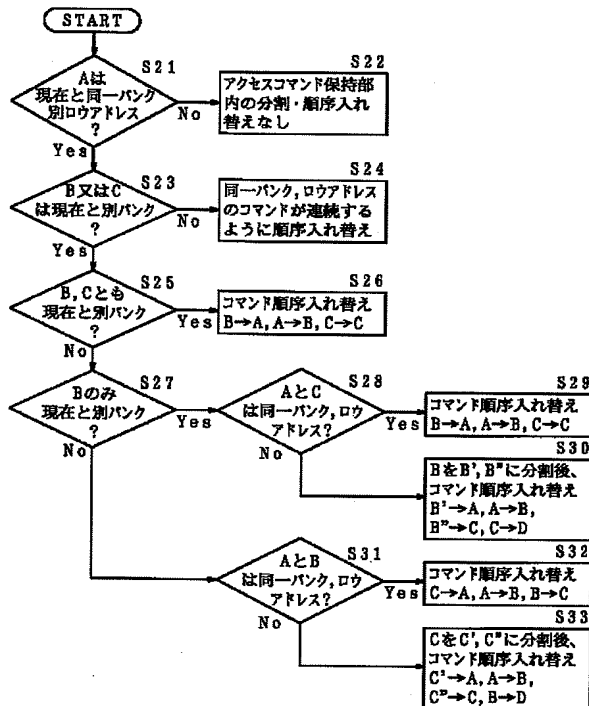 START
S21
Aは
現在と同一バンク
別ロウアドレス
?
No
Yes
S22
アクセスコマンド保持部
内の分割・順序入れ
替えなし
S23
B又はC
は現在と別バンク
?
No
Yes
S24
同一バンク,ロウアドレス
のコマンドが連続する
ように順序入れ替え
S25
B,Cとも
現在と別バンク
?
Yes
No
S26
コマンド順序入れ替え
B→A,A→B,C→C
S27
Bのみ
現在と別バンク
?
Yes
No
S28
AとC
は同一バンク,ロウ
アドレス?
Yes
No
S29
コマンド順序入れ替え
B→A,A→B,C→C
S30
BをB',B"に分割後、
コマンド順序入れ替え
B'→A,A→B,
B"→C,C→D
S31
AとB
は同一バンク,ロウ
アドレス?
Yes
No
S32
コマンド順序入れ替え
C→A,A→B,B→C
S33
CをC',C"に分割後、
コマンド順序入れ替え
C'→A,A→B,
C"→C,B→D